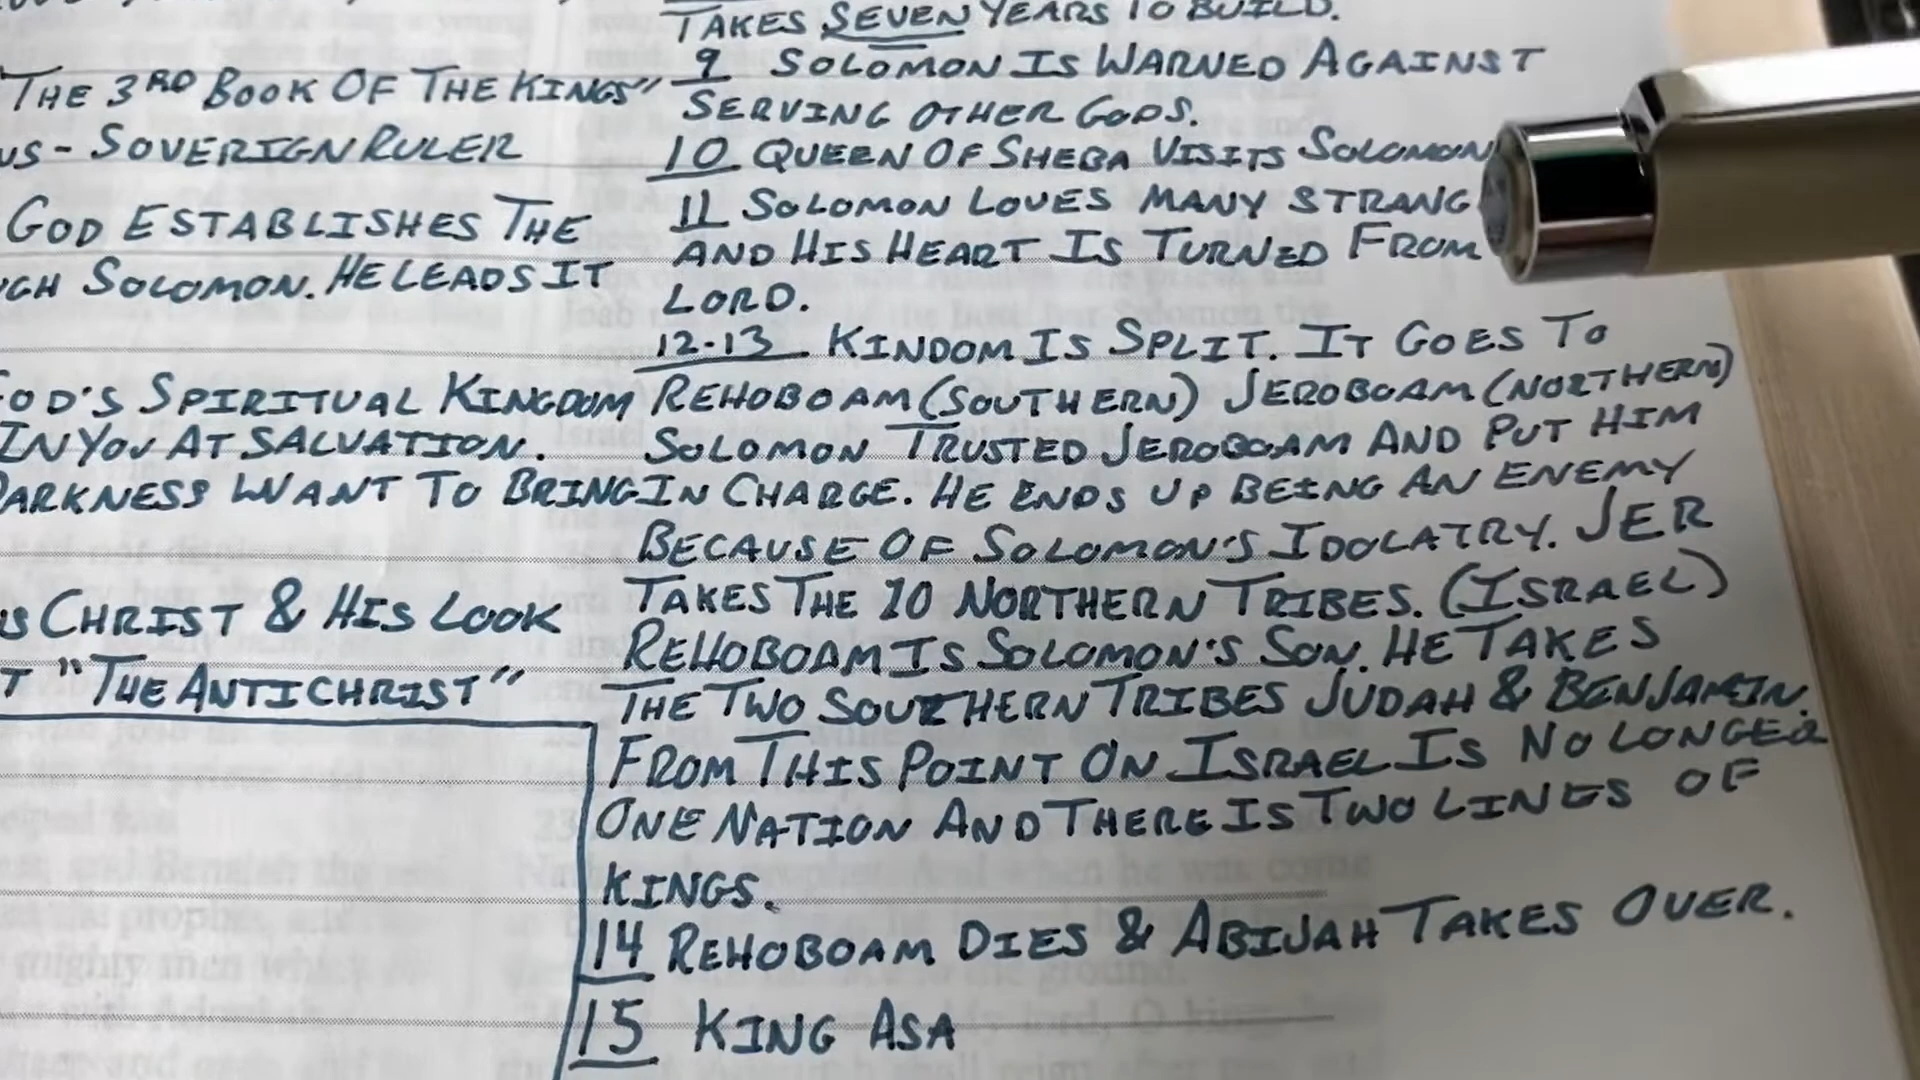 "THE 3RD BOOK OF THE KINGS"
US - SOVERIGN RULER
GOD ESTABLISHES THE
GH SOLOMON. HE LEADS IT
OD'S SPIRITUAL KINGDOM
IN YOU AT SALVATION.
DARKNESS WANT TO BRING
US CHRIST & HIS LOOK
T "THE ANTICHRIST"
TAKES SEVEN YEARS TO BUILD.
9 SOLOMON IS WARNED AGAINST
SERVING OTHER GODS.
10 QUEEN OF SHEBA VISITS SOLOMON
11 SOLOMON LOVES MANY STRANG
AND HIS HEART IS TURNED FROM
LORD.
12-13 KINDOM IS SPLIT. IT GOES TO
REHOBOAM (SOUTHERN) JEROBOAM (NORTHERN)
SOLOMON TRUSTED JEROBOAM AND PUT HIM
IN CHARGE. HE ENDS UP BEING AN ENEMY
BECAUSE OF SOLOMON'S IDOLATRY. JER
TAKES THE 10 NORTHERN TRIBES. (ISRAEL)
REHOBOAM IS SOLOMON'S SON. HE TAKES
THE TWO SOUTHERN TRIBES JUDAH & BENJAMIN.
FROM THIS POINT ON ISRAEL IS NO LONGER
ONE NATION AND THERE IS TWO LINES OF
KINGS.
14 REHOBOAM DIES & ABIJAH TAKES OVER.
15 KING ASA